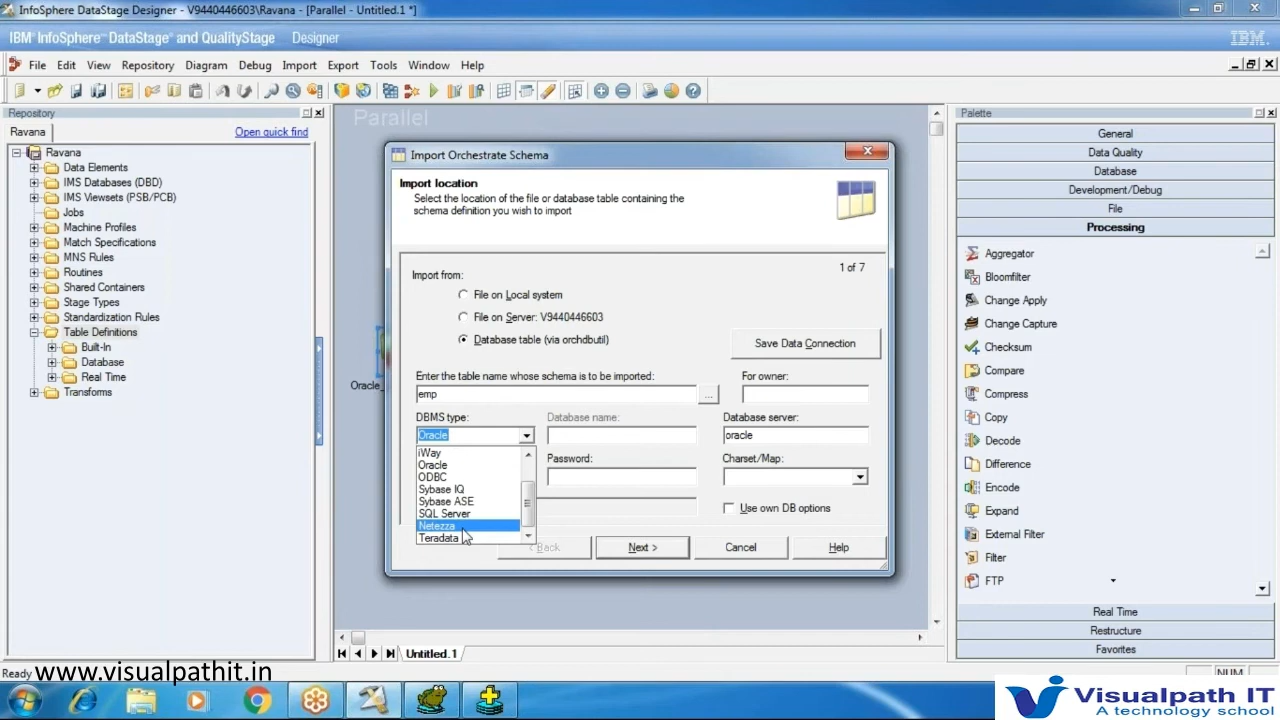 InfoSphere DataStage Designer - V9440446603\Ravana - [Parallel - Untitled.1 *]
IBM® InfoSphere™ DataStage® and QualityStage Designer
IBM.
File Edit View Repository Diagram Debug Import Export Tools Window Help
Repository
Ravana
Open quick find
Ravana
Data Elements
IMS Databases (DBD)
IMS Viewsets (PSB/PCB)
Jobs
Machine Profiles
Match Specifications
MNS Rules
Routines
Shared Containers
Stage Types
Standardization Rules
Table Definitions
Built-In
Database
Real Time
Transforms
Parallel
Oracle_
Import Orchestrate Schema
Import location
Select the location of the file or database table containing the
schema definition you wish to import
1 of 7
Import from:
File on Local system
File on Server: V9440446603
Database table (via orchdbutil)
Save Data Connection
Enter the table name whose schema is to be imported:
For owner:
emp
...
DBMS type:
Database name:
Database server:
Oracle
oracle
iWay
Oracle
ODBC
Sybase IQ
Sybase ASE
SQL Server
Netezza
Teradata
Password:
Charset/Map:
Use own DB options
< Back
Next >
Cancel
Help
Untitled.1
Palette
General
Data Quality
Database
Development/Debug
File
Processing
Aggregator
Bloomfilter
Change Apply
Change Capture
Checksum
Compare
Compress
Copy
Decode
Difference
Encode
Expand
External Filter
Filter
FTP
Real Time
Restructure
Favorites
Ready
NUM
www.visualpathit.in
Visualpath IT
A technology school